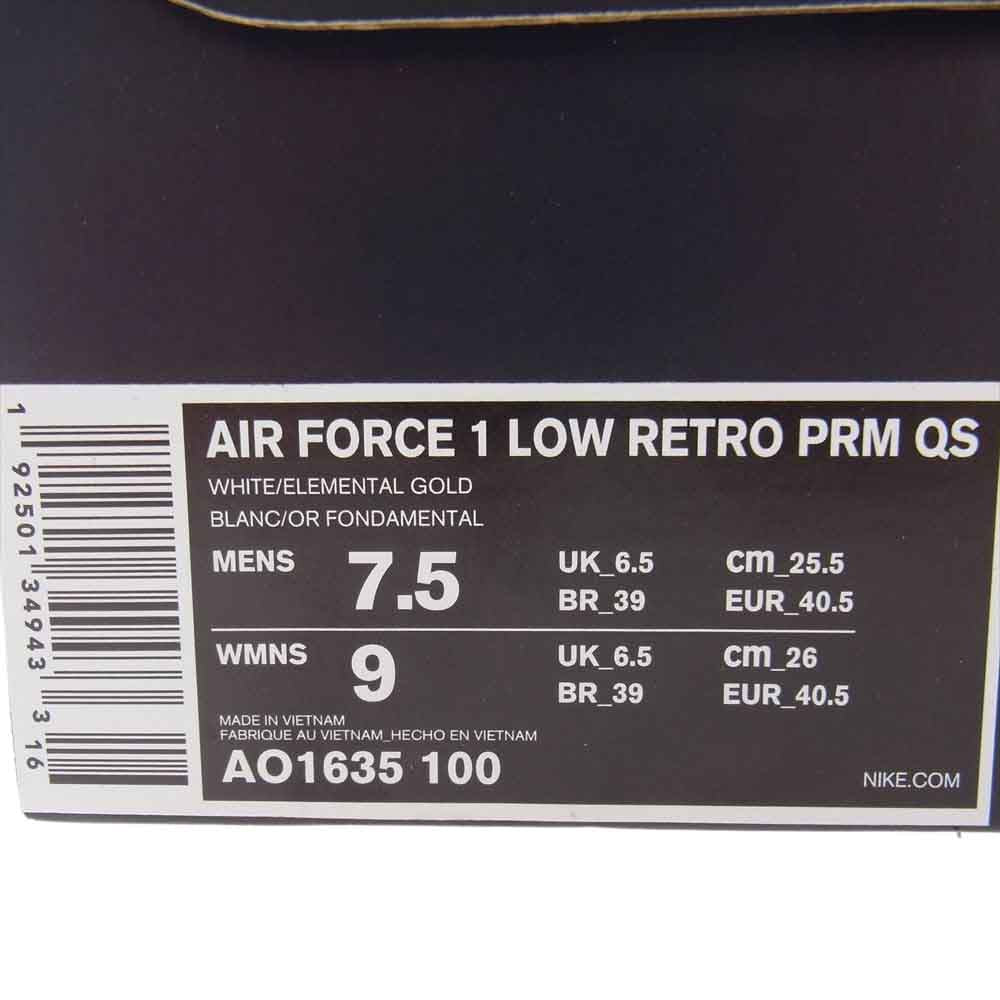 AIR FORCE 1 LOW RETRO PRM QS
WHITE/ELEMENTAL GOLD
BLANC/OR FONDAMENTAL
MENS 7.5 UK_6.5 cm_25.5
BR_39 EUR_40.5
WMNS 9 UK_6.5 cm_26
BR_39 EUR_40.5
MADE IN VIETNAM
FABRIQUE AU VIETNAM_HECHO EN VIETNAM
AO1635 100
NIKE.COM
1 92501 34943 3 16